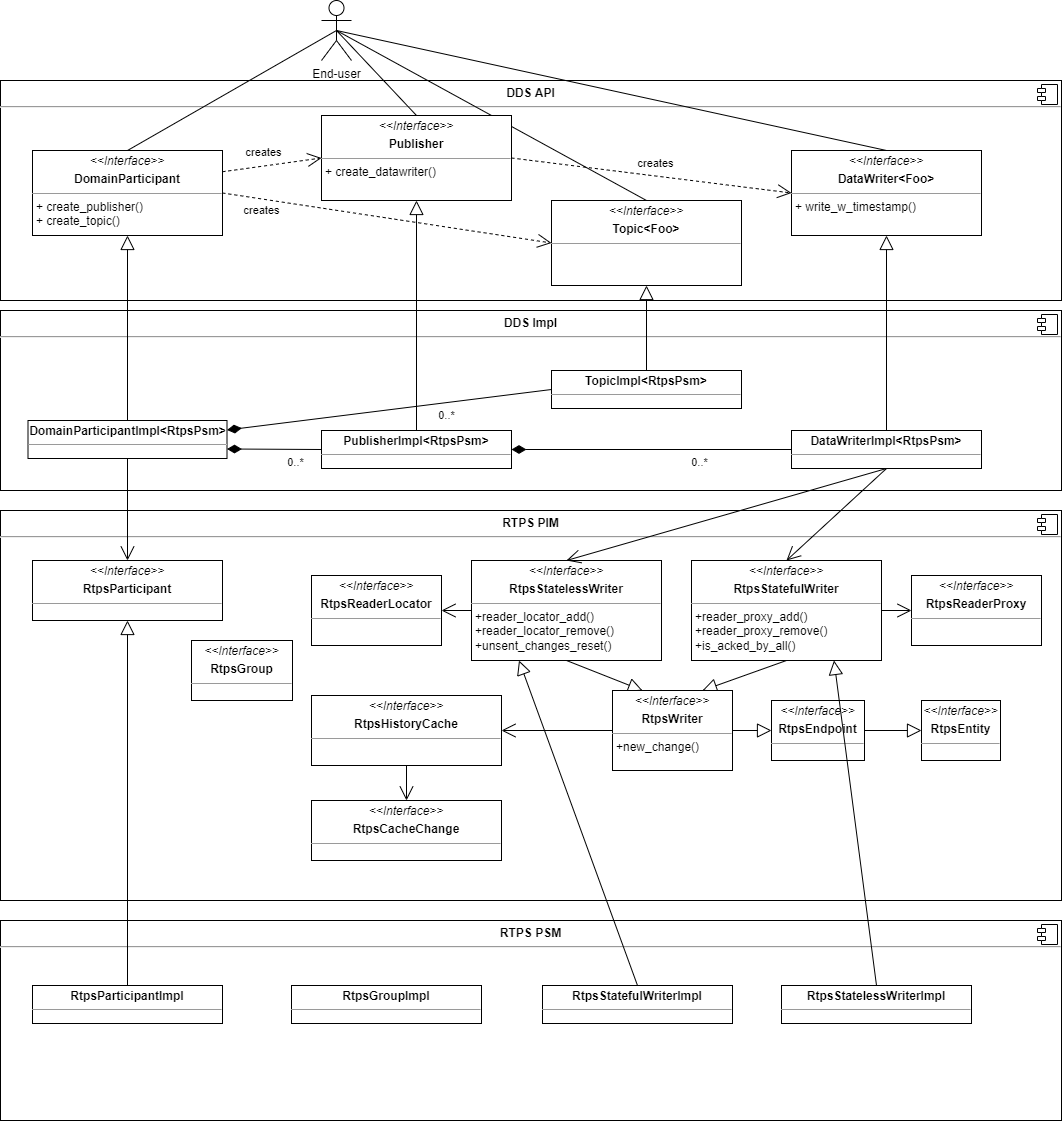 End-user
DDS API
<<Interface>>
Publisher
+ create_datawriter()
<<Interface>>
DomainParticipant
+ create_publisher()
+ create_topic()
creates
creates
creates
<<Interface>>
DataWriter<Foo>
+ write_w_timestamp()
<<Interface>>
Topic<Foo>
DDS Impl
TopicImpl<RtpsPsm>
0..*
DomainParticipantImpl<RtpsPsm>
PublisherImpl<RtpsPsm>
DataWriterImpl<RtpsPsm>
0..*
0..*
RTPS PIM
<<Interface>>
RtpsParticipant
<<Interface>>
RtpsReaderLocator
<<Interface>>
RtpsStatelessWriter
+reader_locator_add()
+reader_locator_remove()
+unsent_changes_reset()
<<Interface>>
RtpsStatefulWriter
+reader_proxy_add()
+reader_proxy_remove()
+is_acked_by_all()
<<Interface>>
RtpsReaderProxy
<<Interface>>
RtpsGroup
<<Interface>>
RtpsHistoryCache
<<Interface>>
RtpsWriter
+new_change()
<<Interface>>
RtpsEndpoint
<<Interface>>
RtpsEntity
<<Interface>>
RtpsCacheChange
RTPS PSM
RtpsParticipantImpl
RtpsGroupImpl
RtpsStatefulWriterImpl
RtpsStatelessWriterImpl